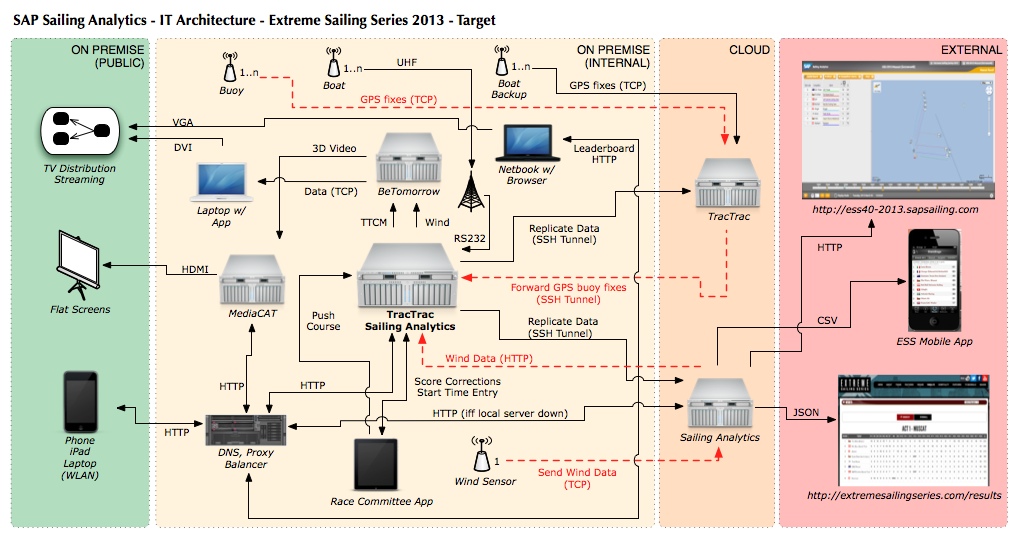 SAP Sailing Analytics - IT Architecture - Extreme Sailing Series 2013 - Target
ON PREMISE
(PUBLIC)
ON PREMISE
(INTERNAL)
CLOUD
EXTERNAL
1..n
Buoy
1..n
Boat
UHF
1..n
Boat
Backup
GPS fixes (TCP)
GPS fixes (TCP)
VGA
DVI
TV Distribution
Streaming
3D Video
Data (TCP)
BeTomorrow
Netbook w/
Browser
Leaderboard
HTTP
Laptop w/
App
TTCM
Wind
RS232
Replicate Data
(SSH Tunnel)
TracTrac
http://ess40-2013.sapsailing.com
HTTP
HDMI
Flat Screens
MediaCAT
Push
Course
TracTrac
Sailing Analytics
Forward GPS buoy fixes
(SSH Tunnel)
Replicate Data
(SSH Tunnel)
Wind Data (HTTP)
CSV
ESS Mobile App
HTTP
HTTP
Score Corrections
Start Time Entry
HTTP (iff local server down)
Sailing Analytics
JSON
EXTREME
SAILING SERIES
ACT 1 - MUSCAT
HTTP
Phone
iPad
Laptop
(WLAN)
DNS, Proxy
Balancer
Race Committee App
1
Wind Sensor
Send Wind Data
(TCP)
http://extremesailingseries.com/results